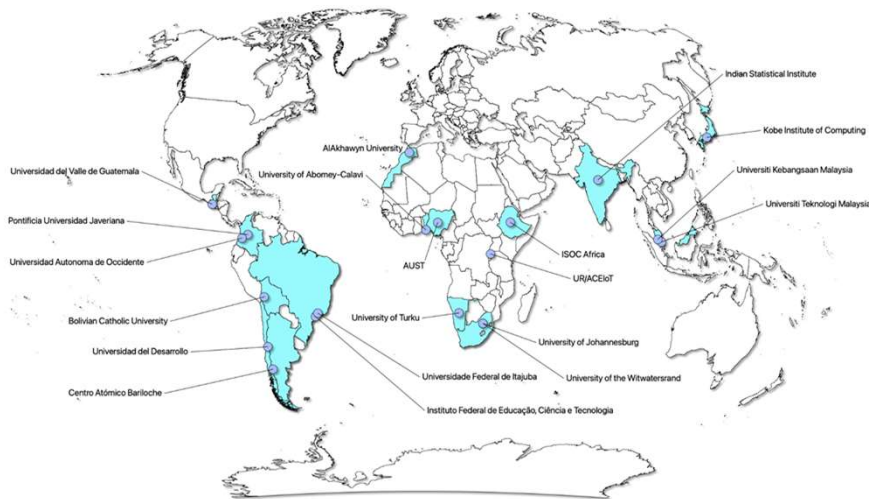 Indian Statistical Institute
Kobe Institute of Computing
AlAkhawyn University
Universiti Kebangsaan Malaysia
Universidad del Valle de Guatemala
University of Abomey-Calavi
Universiti Teknologi Malaysia
Pontificia Universidad Javeriana
ISOC Africa
Universidad Autonoma de Occidente
AUST
UR/ACEIoT
Bolivian Catholic University
University of Turku
University of Johannesburg
Universidad del Desarrollo
Universidade Federal de Itajuba
University of the Witwatersrand
Centro Atómico Bariloche
Instituto Federal de Educação, Ciência e Tecnologia